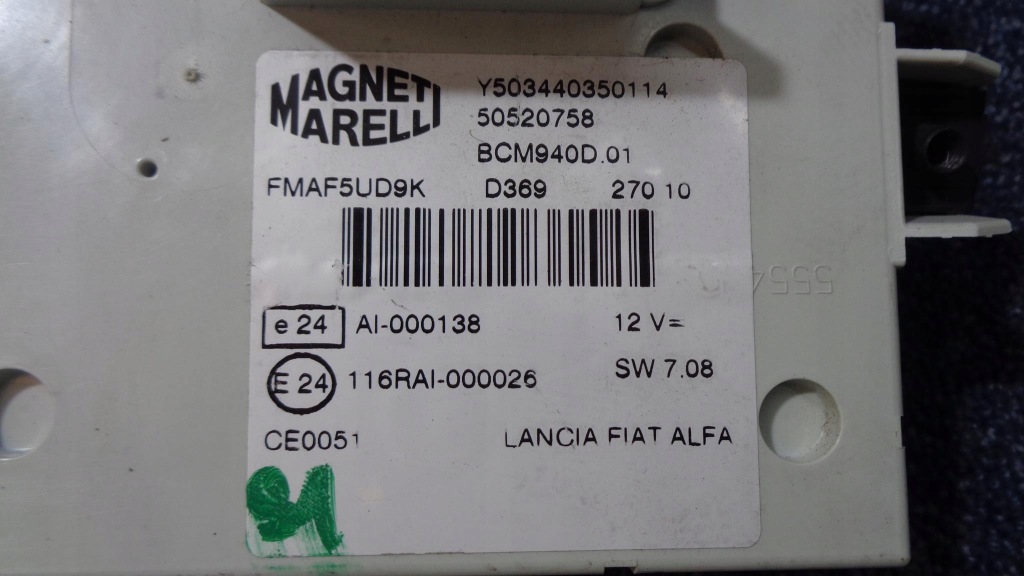 MAGNETI
MARELLI
Y503440350114
50520758
BCM940D.01
FMAF5UD9K D369 270 10
e 24 AI-000138 12 V=
E 24 116RAI-000026 SW 7.08
CE0051 LANCIA FIAT ALFA